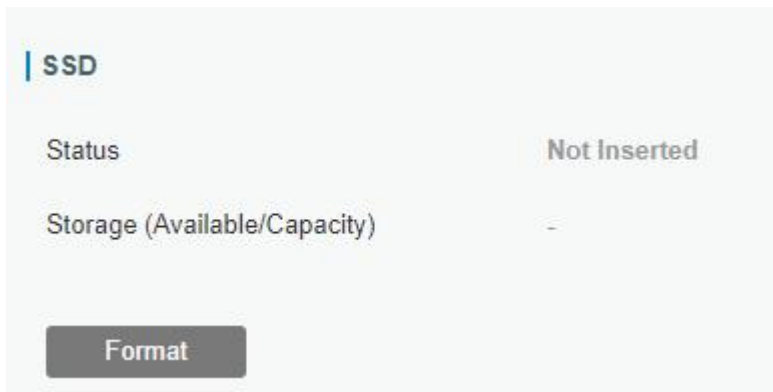 SSD
Status Not Inserted
Storage (Available/Capacity) -
Format